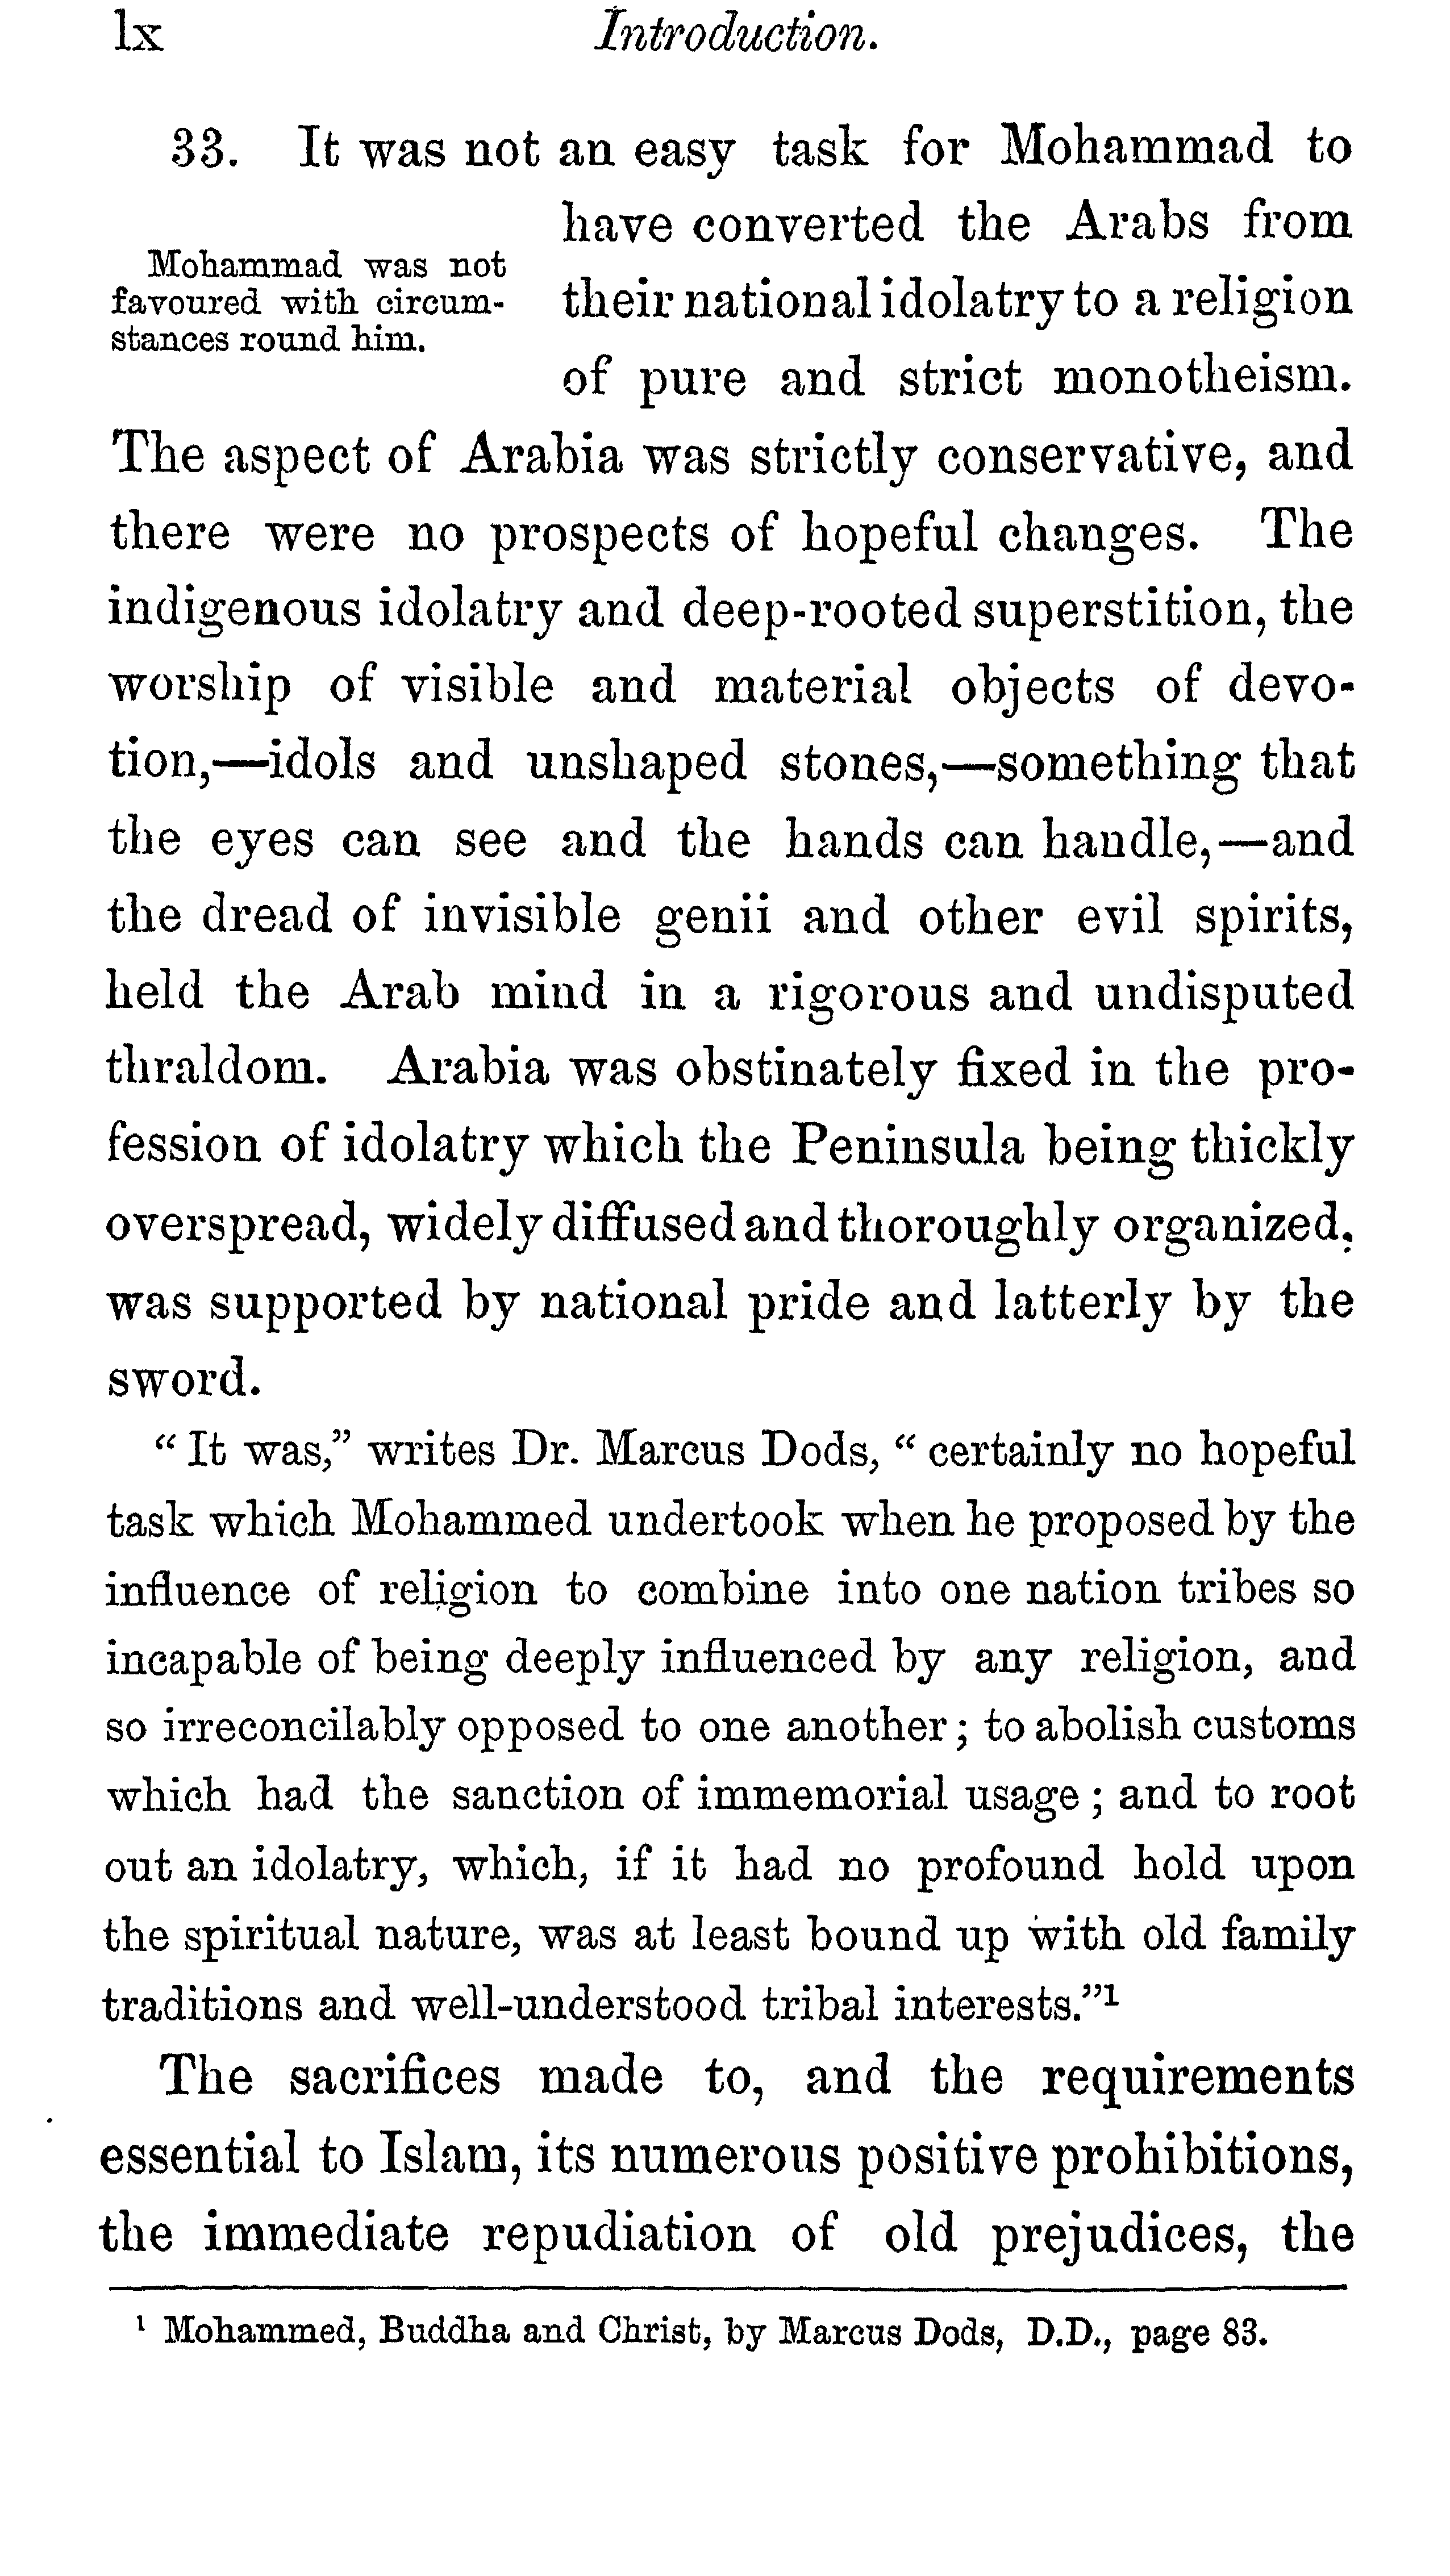 lx
Introduction.
33. It was not an easy task for Mohammad to
Mohammad was not
favoured with circum-
stances round him.
have converted the Arabs from
their national idolatry to a religion
of pure and strict monotheism.
The aspect of Arabia was strictly conservative, and
there were no prospects of hopeful changes. The
indigenous idolatry and deep-rooted superstition, the
worship of visible and material objects of devo-
tion,—idols and unshaped stones,—something that
the eyes can see and the hands can handle,—and
the dread of invisible genii and other evil spirits,
held the Arab mind in a rigorous and undisputed
thraldom. Arabia was obstinately fixed in the pro-
fession of idolatry which the Peninsula being thickly
overspread, widely diffused and thoroughly organized,
was supported by national pride and latterly by the
sword.
“ It was,” writes Dr. Marcus Dods, “ certainly no hopeful
task which Mohammed undertook when he proposed by the
influence of religion to combine into one nation tribes so
incapable of being deeply influenced by any religion, and
so irreconcilably opposed to one another ; to abolish customs
which had the sanction of immemorial usage ; and to root
out an idolatry, which, if it had no profound hold upon
the spiritual nature, was at least bound up with old family
traditions and well-understood tribal interests.”¹
The sacrifices made to, and the requirements
essential to Islam, its numerous positive prohibitions,
the immediate repudiation of old prejudices, the
¹ Mohammed, Buddha and Christ, by Marcus Dods, D.D., page 83.